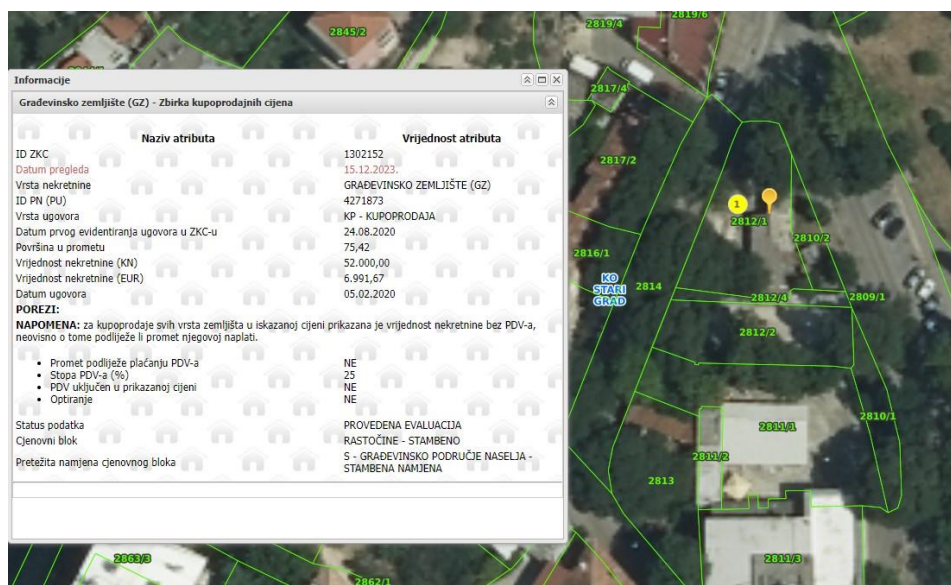 2845/2
2819/4
2819/6
Informacije
Građevinsko zemljište (GZ) - Zbirka kupoprodajnih cijena
Naziv atributa Vrijednost atributa
ID ZKC 1302152
Datum pregleda 15.12.2023.
Vrsta nekretnine GRAĐEVINSKO ZEMLJIŠTE (GZ)
ID PN (PU) 4271873
Vrsta ugovora KP - KUPOPRODAJA
Datum prvog evidentiranja ugovora u ZKC-u 24.08.2020
Površina u prometu 75,42
Vrijednost nekretnine (KN) 52.000,00
Vrijednost nekretnine (EUR) 6.991,67
Datum ugovora 05.02.2020
POREZI:
NAPOMENA: za kupoprodaje svih vrsta zemljišta u iskazanoj cijeni prikazana je vrijednost nekretnine bez PDV-a,
neovisno o tome podliježe li promet njegovoj naplati.
• Promet podliježe plaćanju PDV-a NE
• Stopa PDV-a (%) 25
• PDV uključen u prikazanoj cijeni NE
• Optiranje NE
Status podatka PROVEDENA EVALUACIJA
Cjenovni blok RASTOČINE - STAMBENO
Pretežita namjena cjenovnog bloka S - GRAĐEVINSKO PODRUČJE NASELJA -
STAMBENA NAMJENA
2817/4
2817/2
1
2812/1
2810/2
2816/1
KO
STARI
GRAD
2814
2812/4
2809/1
2812/2
2810/1
2811/1
2811/2
2813
2811/3
2863/3
2862/1